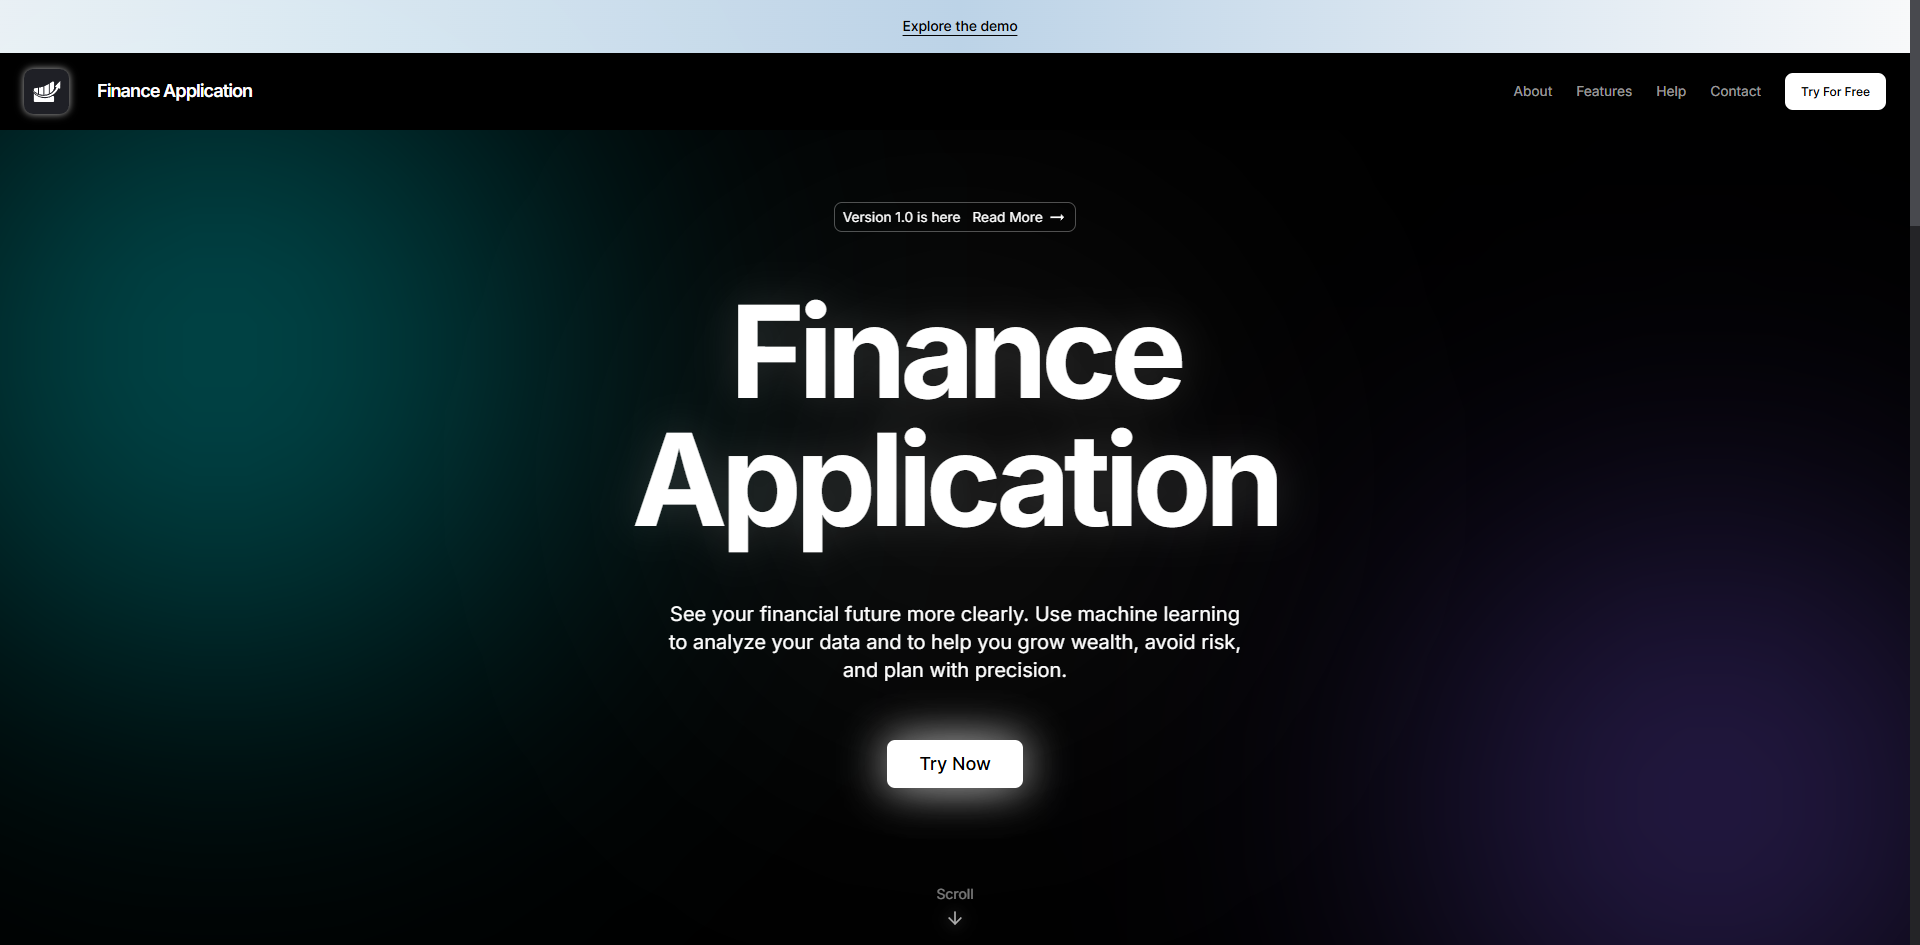 Explore the demo
Finance Application
About Features Help Contact Try For Free
Version 1.0 is here Read More →
Finance
Application
See your financial future more clearly. Use machine learning
to analyze your data and to help you grow wealth, avoid risk,
and plan with precision.
Try Now
Scroll